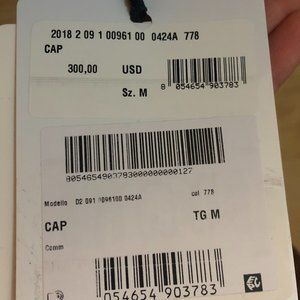 2018 2 09 1 00961 00 0424A 778
CAP
300,00 USD
Sz. M
8 054654 903783
8054654903783000000000127
Modello D2 091 0096100 0424A col 778
CAP TG M
Comm
054654 903783